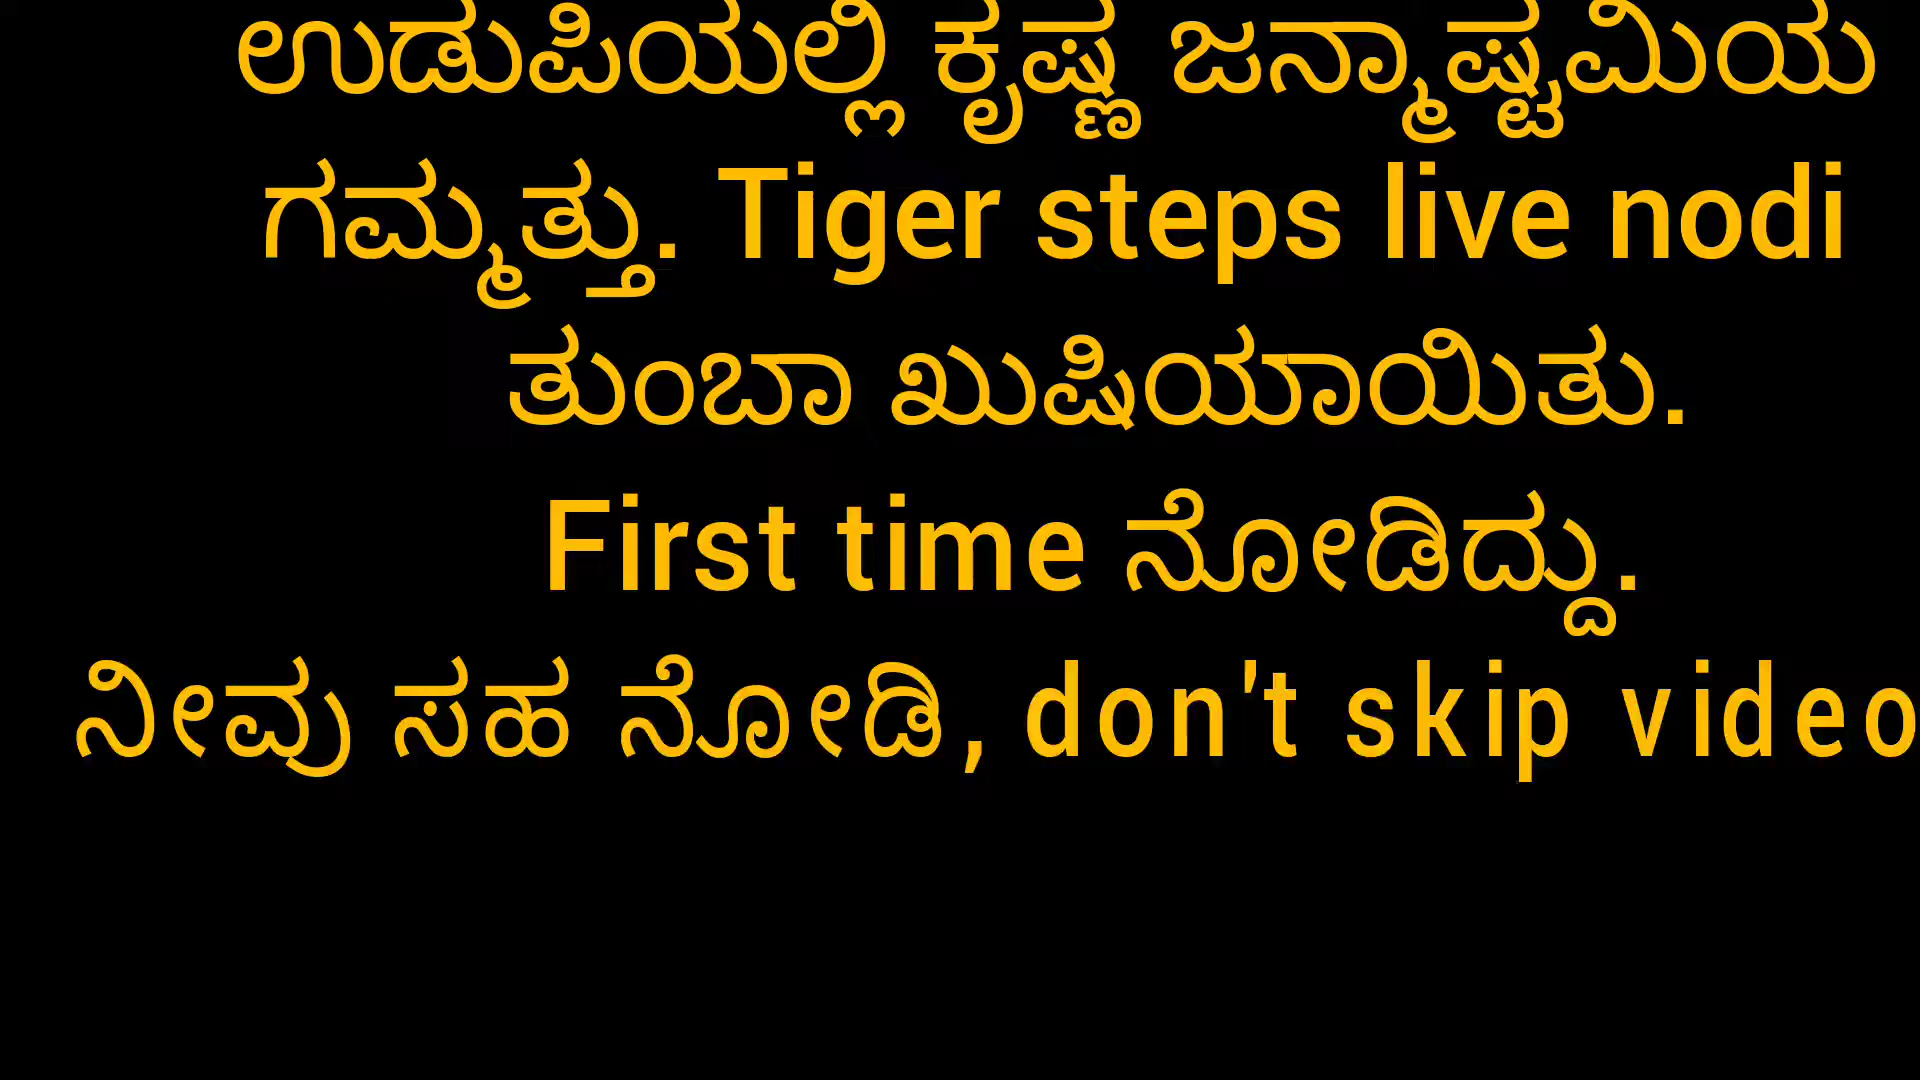 ಉಡುಪಿಯಲ್ಲಿ ಕೃಷ್ಣ ಜನ್ಮಾಷ್ಟಮಿಯ
ಗಮ್ಮತ್ತು. Tiger steps live nodi
ತುಂಬಾ ಖುಷಿಯಾಯಿತು.
First time ನೋಡಿದ್ದು.
ನೀವು ಸಹ ನೋಡಿ, don't skip video